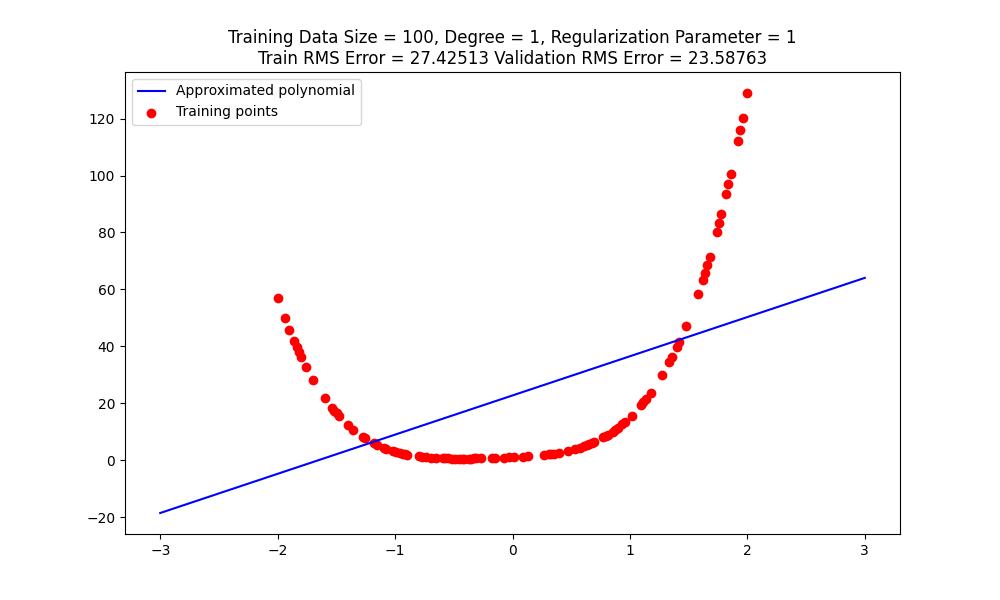 Training Data Size = 100, Degree = 1, Regularization Parameter = 1
Train RMS Error = 27.42513 Validation RMS Error = 23.58763
Approximated polynomial
Training points
120
100
80
60
40
20
0
−20
−3 −2 −1 0 1 2 3